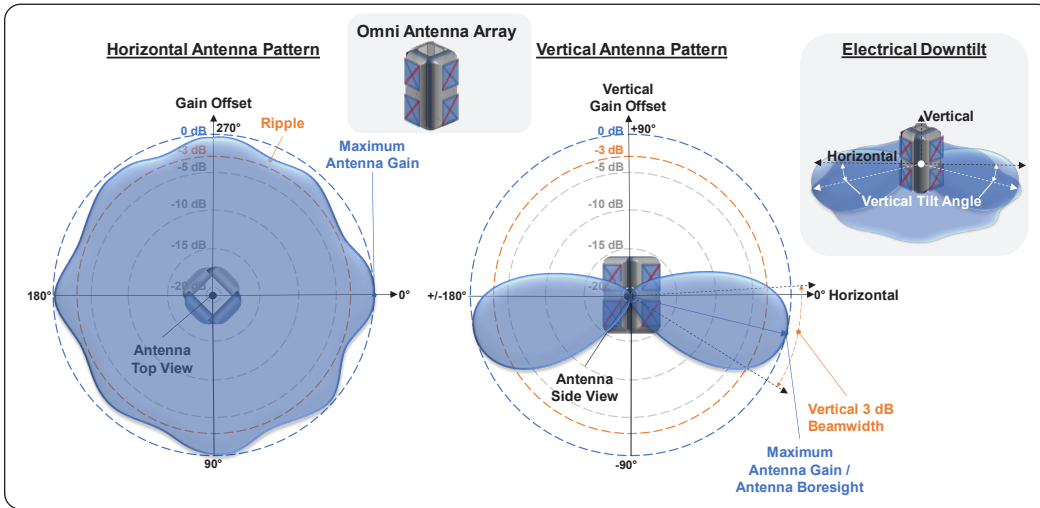 Omni Antenna Array
Horizontal Antenna Pattern
Gain Offset
0 dB
270°
-3 dB
-5 dB
-10 dB
-15 dB
-20 dB
Ripple
Maximum
Antenna Gain
180°
0°
Antenna
Top View
90°
Vertical Antenna Pattern
Vertical
Gain Offset
0 dB
+90°
-3 dB
-5 dB
-10 dB
-15 dB
+/-180°
0°
Horizontal
Antenna
Side View
Vertical 3 dB
Beamwidth
-90°
Maximum
Antenna Gain /
Antenna Boresight
Electrical Downtilt
Vertical
Horizontal
Vertical Tilt Angle